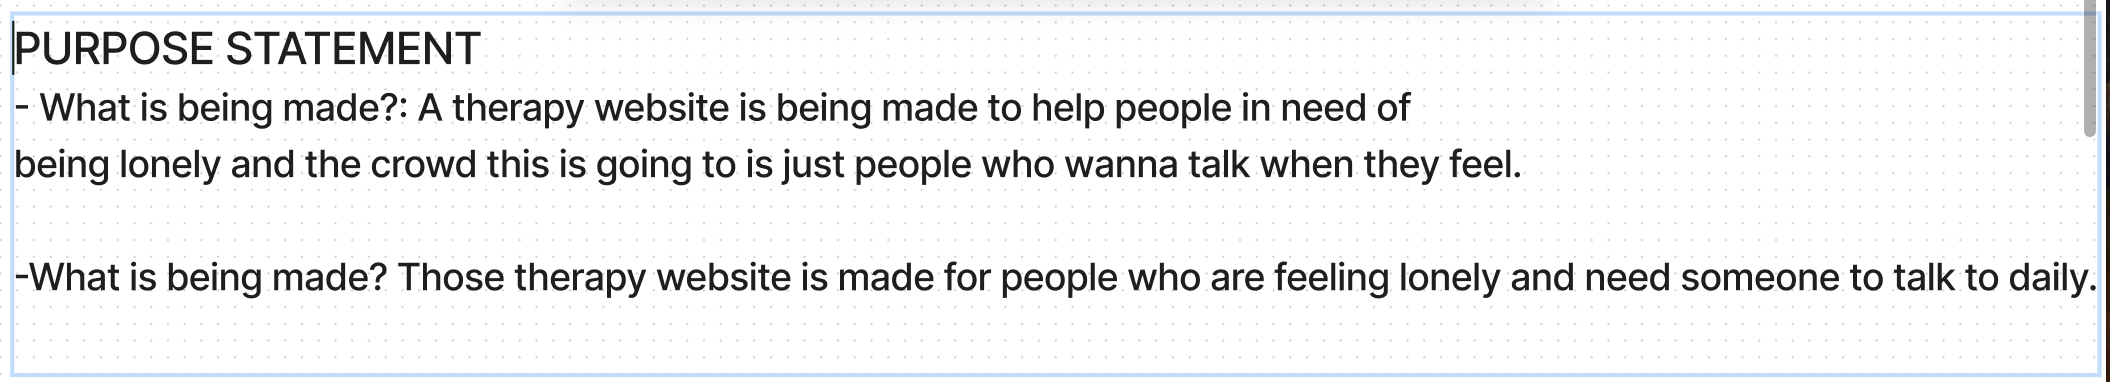 PURPOSE STATEMENT
- What is being made?: A therapy website is being made to help people in need of
being lonely and the crowd this is going to is just people who wanna talk when they feel.
-What is being made? Those therapy website is made for people who are feeling lonely and need someone to talk to daily.